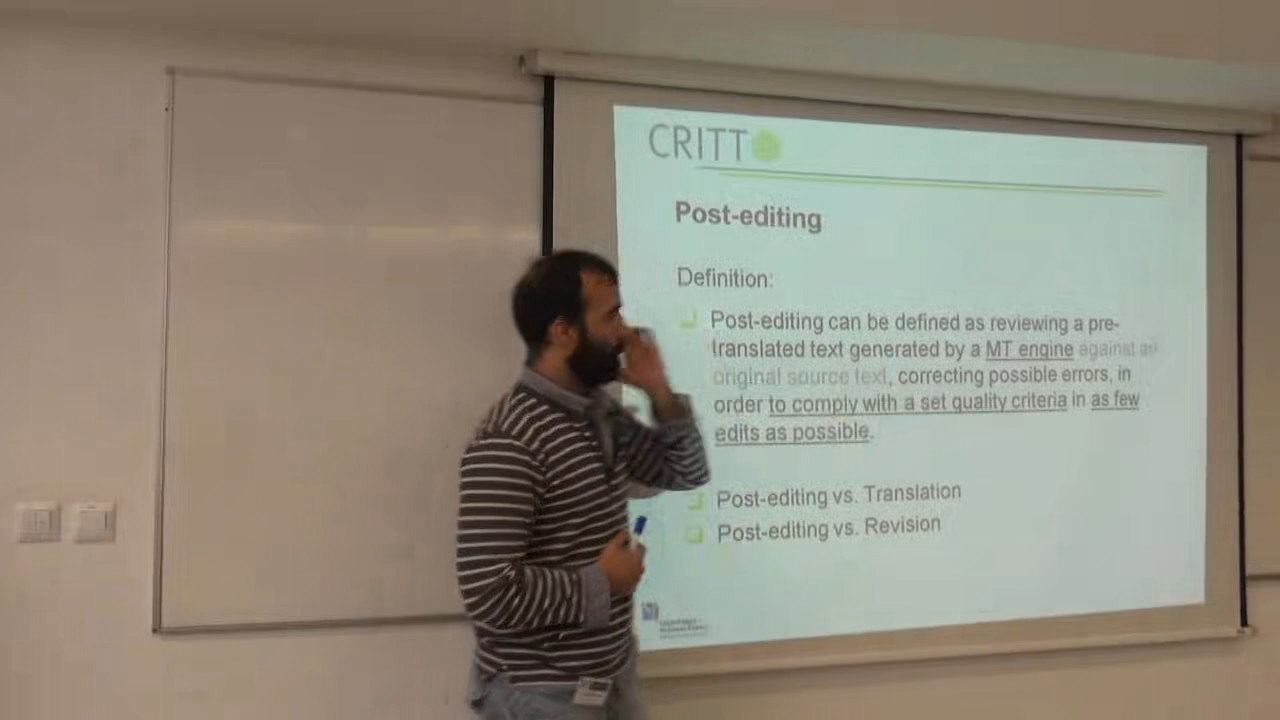 CRITT
Post-editing
Definition:
Post-editing can be defined as reviewing a pre-
translated text generated by a MT engine against an
original source text, correcting possible errors, in
order to comply with a set quality criteria in as few
edits as possible.
Post-editing vs. Translation
Post-editing vs. Revision